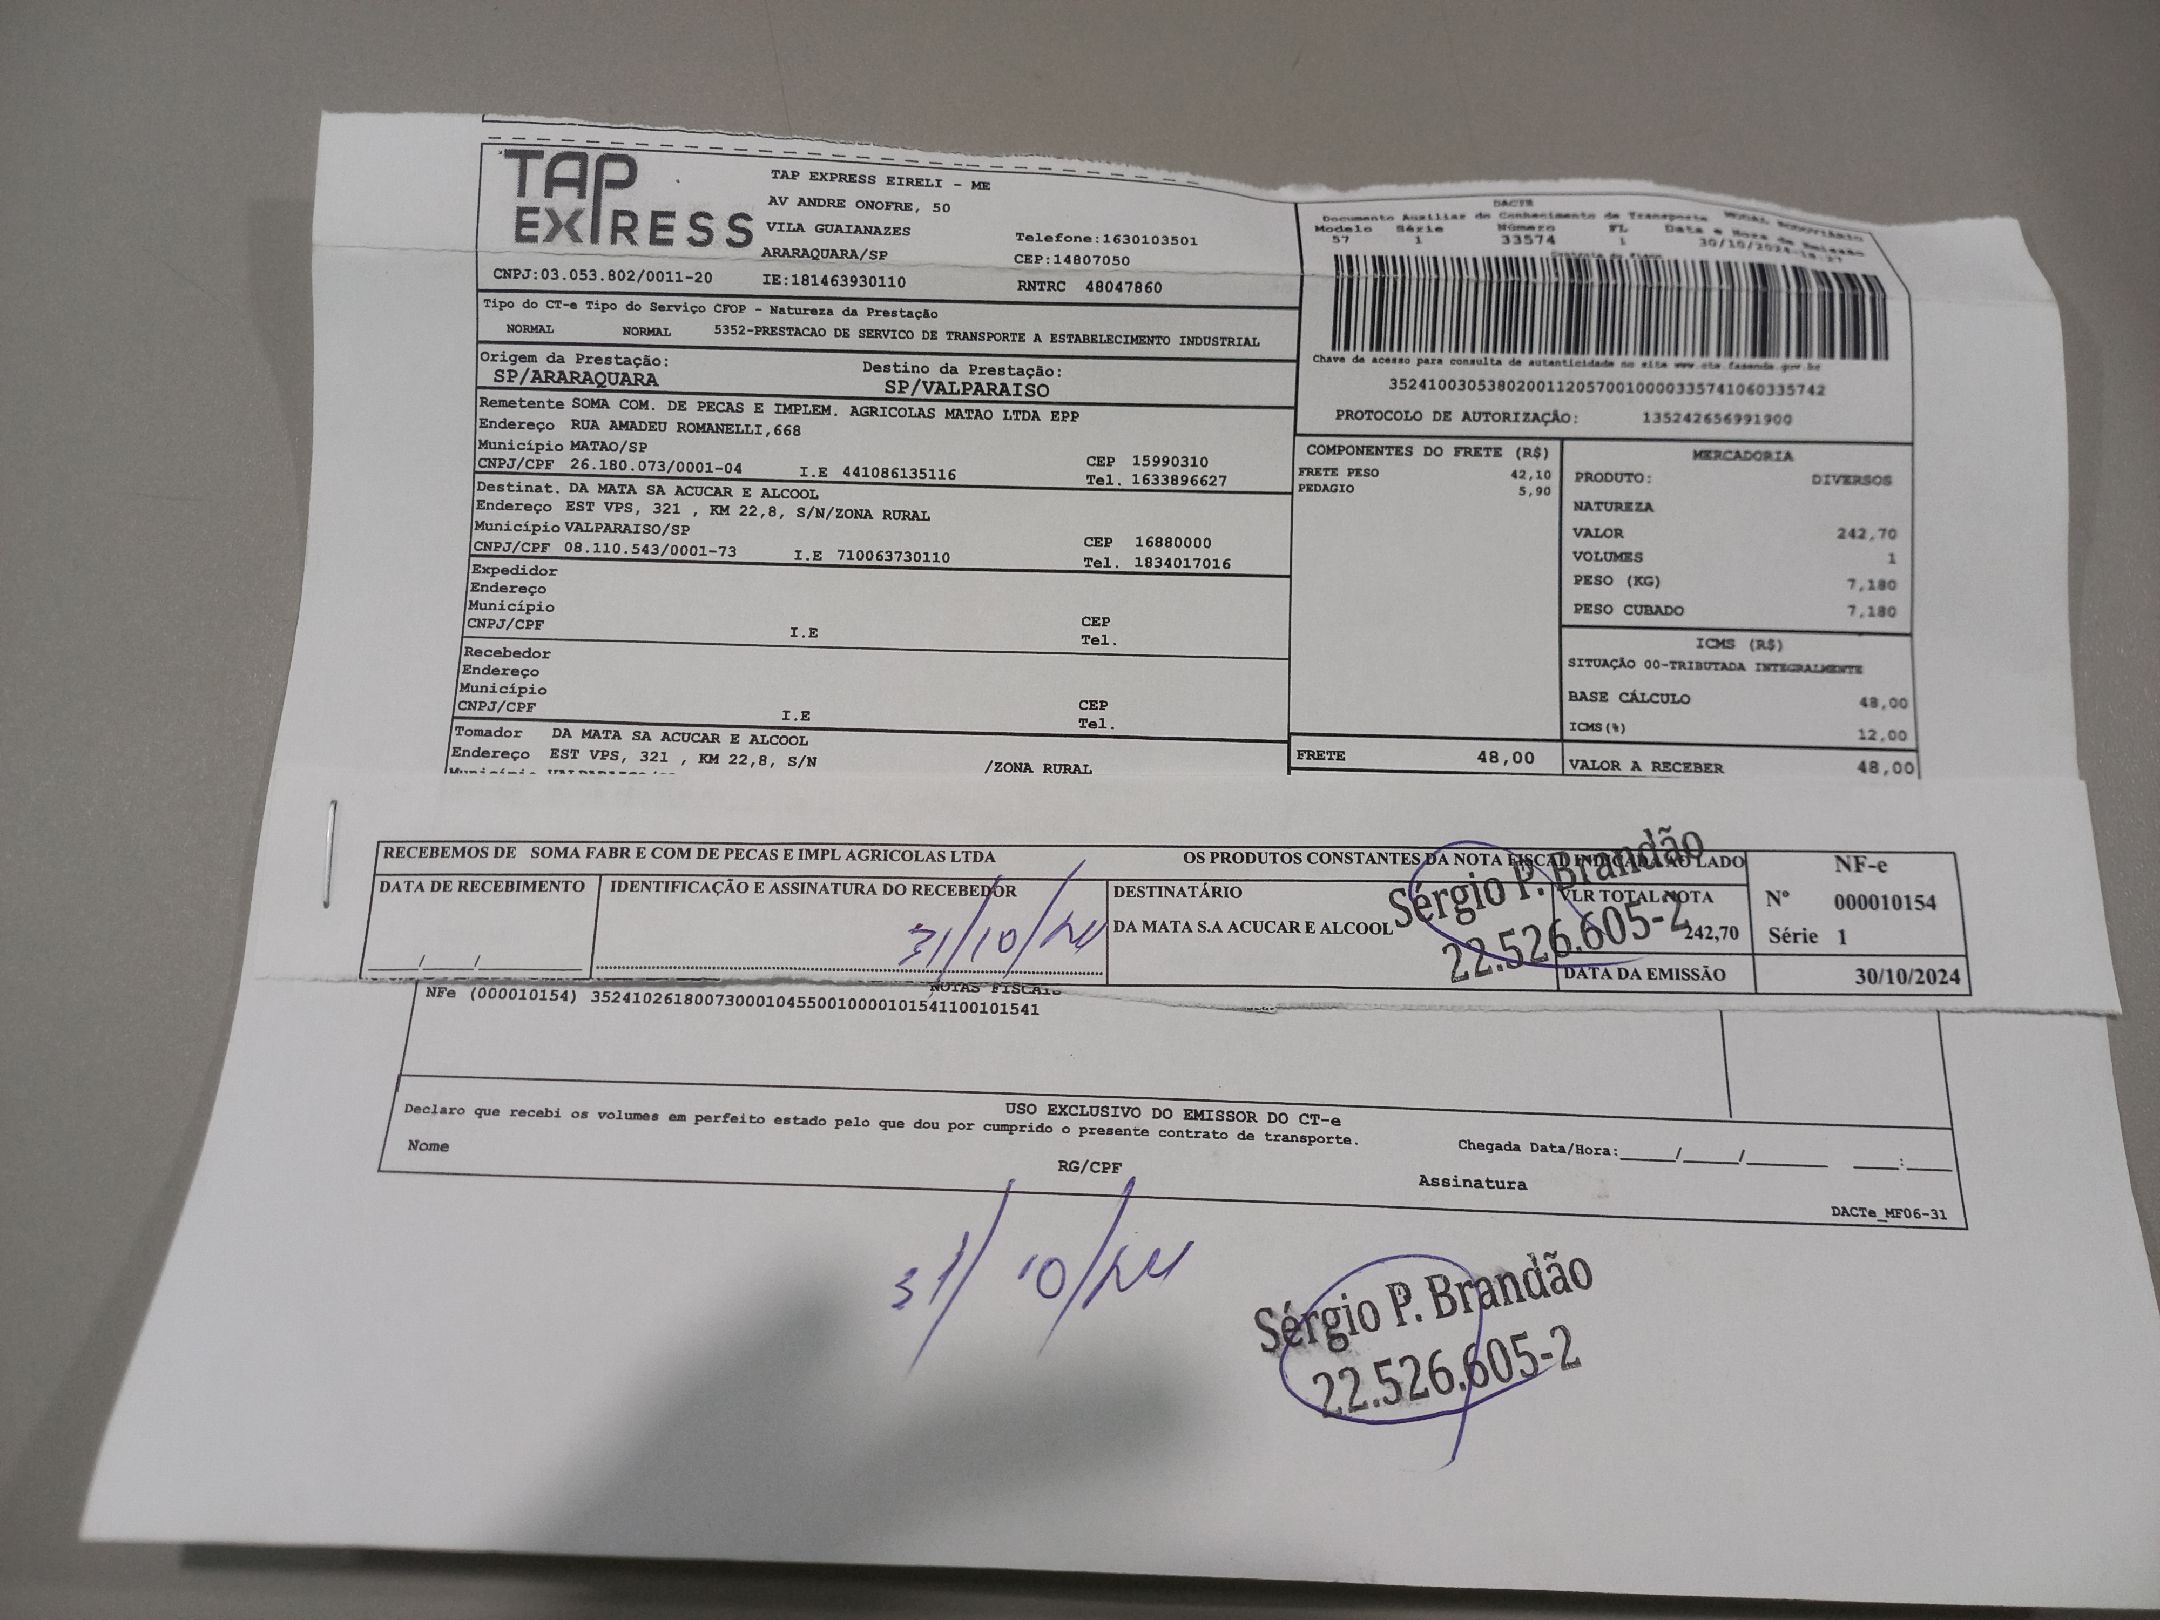 TAP
EXPRESS
TAP EXPRESS EIRELI - ME
AV ANDRE ONOFRE, 50
VILA GUAIANAZES
ARARAQUARA/SP
Telefone:1630103501
CEP:14807050
CNPJ:03.053.802/0011-20 IE:181463930110 RNTRC 48047860
DACTE
Documento Auxiliar do Conhecimento de Transporte
Modelo Série Número FL Data e Hora de Emissão
57 1 33574 1 30/10/2024
Tipo do CT-e Tipo do Serviço CFOP - Natureza da Prestação
NORMAL NORMAL 5352-PRESTACAO DE SERVICO DE TRANSPORTE A ESTABELECIMENTO INDUSTRIAL
Origem da Prestação: Destino da Prestação:
SP/ARARAQUARA SP/VALPARAISO
Chave de acesso para consulta de autenticidade no site www.cte.fazenda.gov.br
35241003053802001120570010000335741060335742
PROTOCOLO DE AUTORIZAÇÃO: 135242656991900
Remetente SOMA COM. DE PECAS E IMPLEM. AGRICOLAS MATAO LTDA EPP
Endereço RUA AMADEU ROMANELLI,668
Município MATAO/SP CEP 15990310
CNPJ/CPF 26.180.073/0001-04 I.E 441086135116 Tel. 1633896627
Destinat. DA MATA SA ACUCAR E ALCOOL
Endereço EST VPS, 321 , KM 22,8, S/N/ZONA RURAL
Município VALPARAISO/SP CEP 16880000
CNPJ/CPF 08.110.543/0001-73 I.E 710063730110 Tel. 1834017016
Expedidor
Endereço
Município CEP
CNPJ/CPF I.E Tel.
Recebedor
Endereço
Município CEP
CNPJ/CPF I.E Tel.
Tomador DA MATA SA ACUCAR E ALCOOL
Endereço EST VPS, 321 , KM 22,8, S/N /ZONA RURAL
COMPONENTES DO FRETE (R$)
FRETE PESO 42,10
PEDAGIO 5,90
FRETE 48,00
MERCADORIA
PRODUTO: DIVERSOS
NATUREZA
VALOR 242,70
VOLUMES 1
PESO (KG) 7,180
PESO CUBADO 7,180
ICMS (R$)
SITUAÇÃO 00-TRIBUTADA INTEGRALMENTE
BASE CÁLCULO 48,00
ICMS(%) 12,00
VALOR A RECEBER 48,00
RECEBEMOS DE SOMA FABR E COM DE PECAS E IMPL AGRICOLAS LTDA OS PRODUTOS CONSTANTES DA NOTA FISCAL INDICADA AO LADO
DATA DE RECEBIMENTO IDENTIFICAÇÃO E ASSINATURA DO RECEBEDOR
31/10/24
DESTINATÁRIO
DA MATA S.A ACUCAR E ALCOOL
VLR TOTAL NOTA
242,70
DATA DA EMISSÃO 30/10/2024
NF-e
Nº 000010154
Série 1
Sérgio P. Brandão
22.526.605-2
NOTAS FISCAIS
NFe (000010154) 35241026180073000104550010000101541100101541
USO EXCLUSIVO DO EMISSOR DO CT-e
Declaro que recebi os volumes em perfeito estado pelo que dou por cumprido o presente contrato de transporte.
Nome RG/CPF Assinatura Chegada Data/Hora:____/____/______ ___:___
DACTe_MF06-31
31/10/24
Sérgio P. Brandão
22.526.605-2